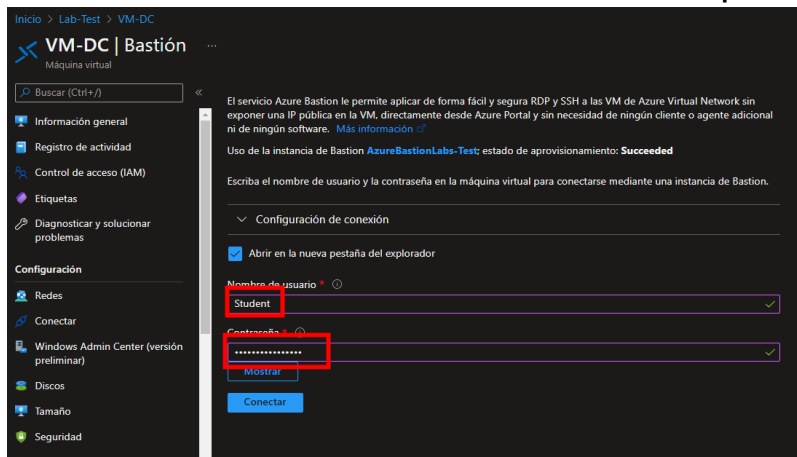 Inicio > Lab-Test > VM-DC
VM-DC | Bastión ...
Máquina virtual
Buscar (Ctrl+/)
Información general
Registro de actividad
Control de acceso (IAM)
Etiquetas
Diagnosticar y solucionar
problemas
Configuración
Redes
Conectar
Windows Admin Center (versión
preliminar)
Discos
Tamaño
Seguridad
El servicio Azure Bastion le permite aplicar de forma fácil y segura RDP y SSH a las VM de Azure Virtual Network sin
exponer una IP pública en la VM, directamente desde Azure Portal y sin necesidad de ningún cliente o agente adicional
ni de ningún software. Más información
Uso de la instancia de Bastion AzureBastionLabs-Test; estado de aprovisionamiento: Succeeded
Escriba el nombre de usuario y la contraseña en la máquina virtual para conectarse mediante una instancia de Bastion.
Configuración de conexión
Abrir en la nueva pestaña del explorador
Nombre de usuario *
Student
Contraseña *
••••••••••••••••
Mostrar
Conectar